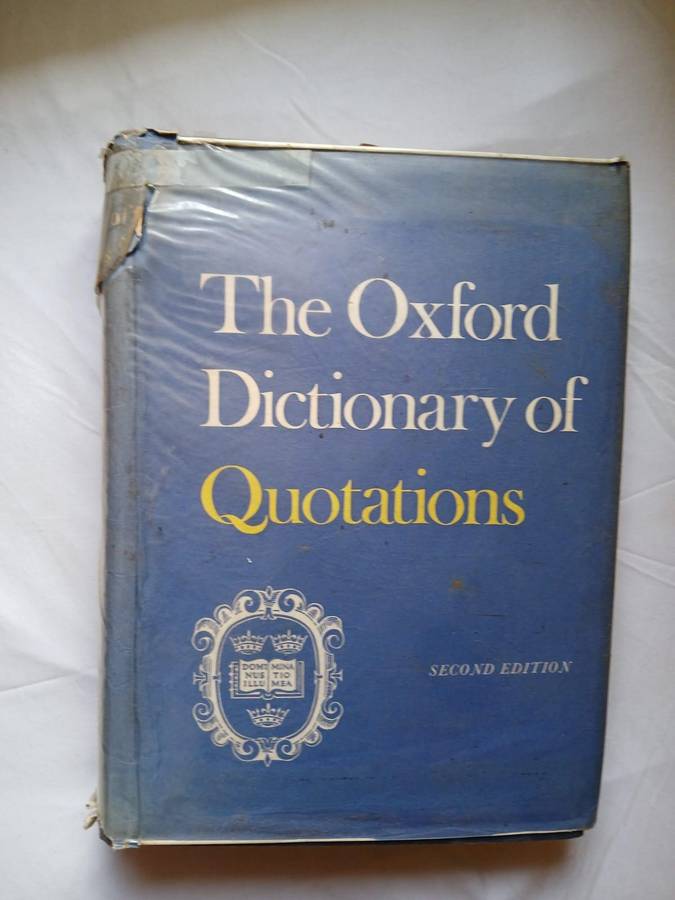 The Oxford
Dictionary of
Quotations
DOMI MINA
NUS TIO
ILLU MEA
SECOND EDITION